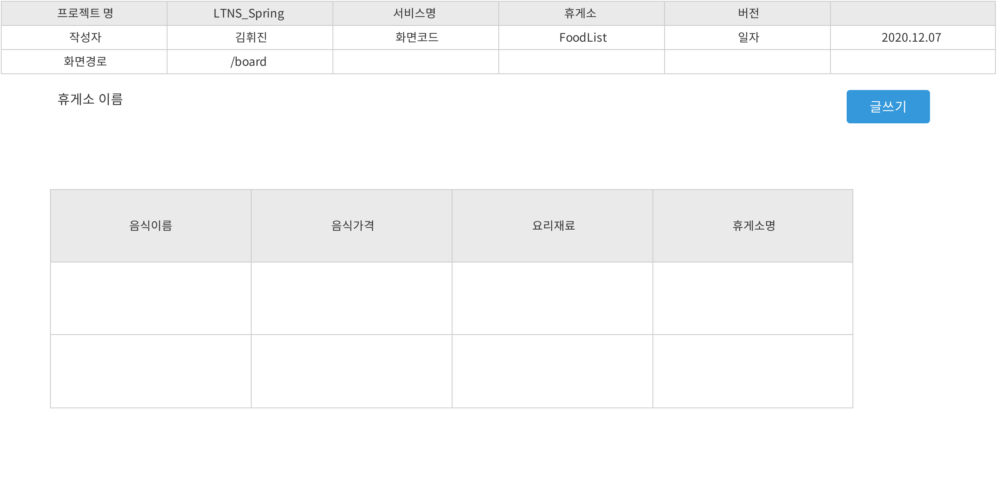 프로젝트 명 LTNS_Spring 서비스명 휴게소 버전
작성자 김휘진 화면코드 FoodList 일자 2020.12.07
화면경로 /board
휴게소 이름
글쓰기
음식이름 음식가격 요리재료 휴게소명